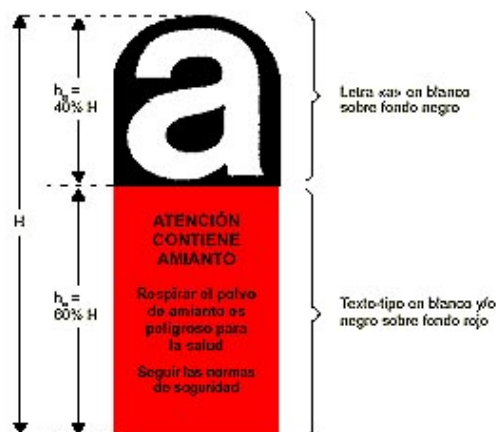 a
hₐ =
40% H
Letra «a» en blanco
sobre fondo negro
H
ATENCIÓN
CONTIENE
AMIANTO
Respirar el polvo
de amianto es
peligroso para
la salud
Seguir las normas
de seguridad
60% H
Texto-tipo en blanco y/o
negro sobre fondo rojo